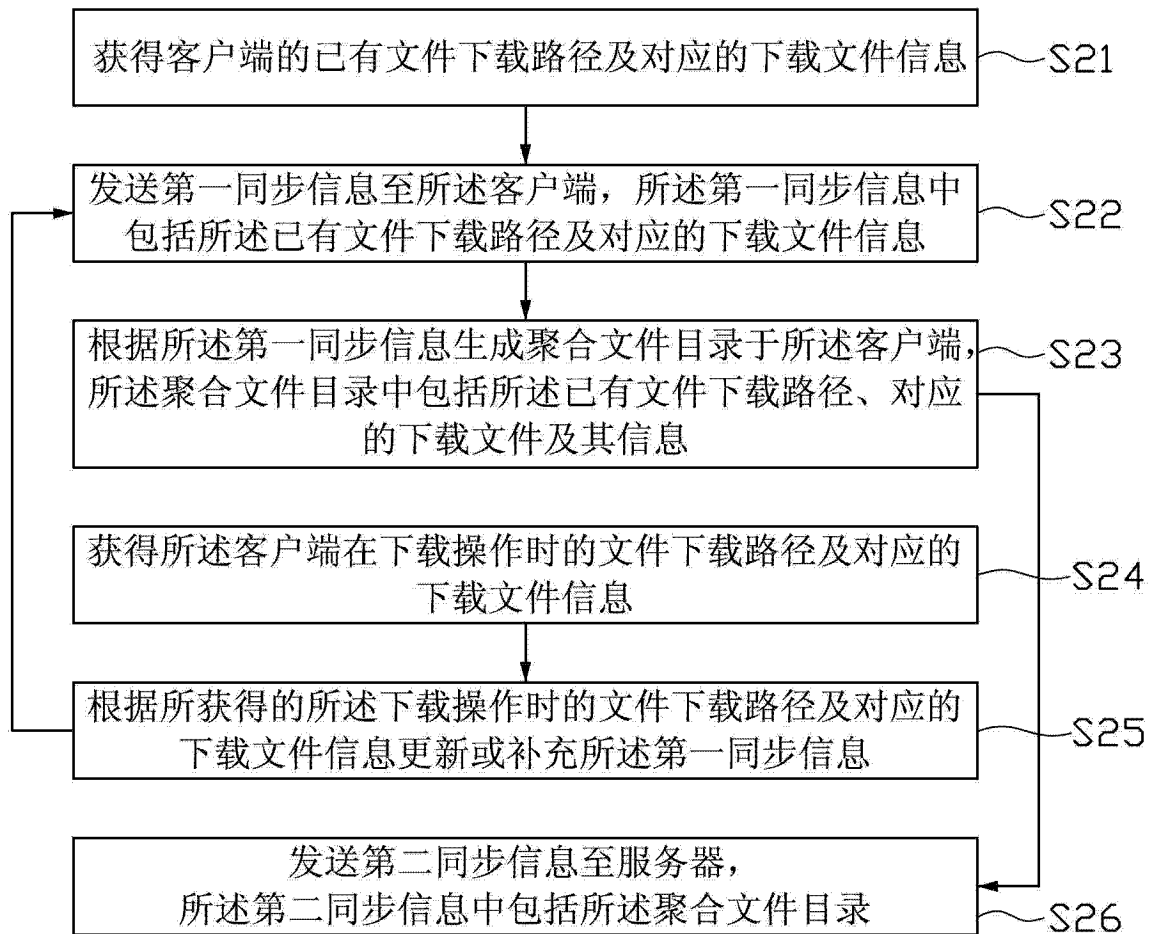 获得客户端的已有文件下载路径及对应的下载文件信息
S21
发送第一同步信息至所述客户端，所述第一同步信息中
包括所述已有文件下载路径及对应的下载文件信息
S22
根据所述第一同步信息生成聚合文件目录于所述客户端，
所述聚合文件目录中包括所述已有文件下载路径、对应
的下载文件及其信息
S23
获得所述客户端在下载操作时的文件下载路径及对应的
下载文件信息
S24
根据所获得的所述下载操作时的文件下载路径及对应的
下载文件信息更新或补充所述第一同步信息
S25
发送第二同步信息至服务器，
所述第二同步信息中包括所述聚合文件目录
S26